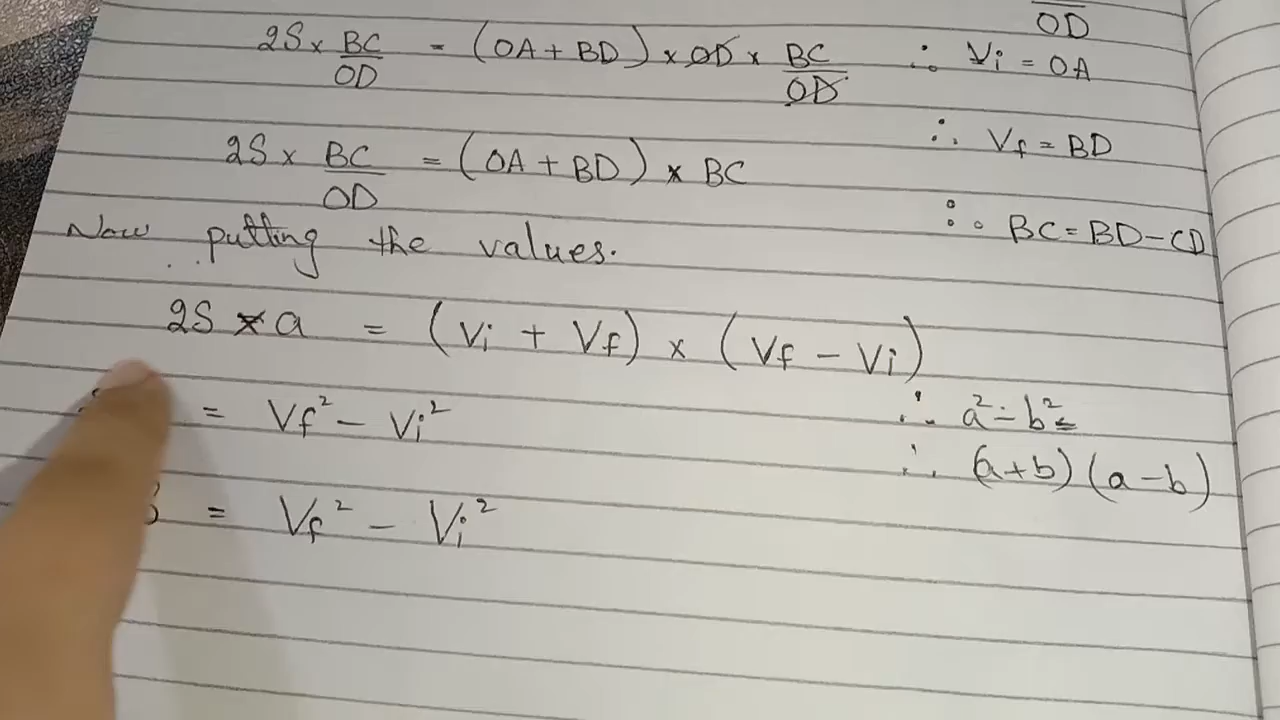 OD
2S × BC/OD = (OA + BD) × OD × BC/OD ∴ Vi = OA
∴ Vf = BD
2S × BC/OD = (OA + BD) × BC
∴ BC = BD - CD
Now putting the values.
2S × a = (Vi + Vf) × (Vf - Vi)
= Vf² - Vi² ∴ a² - b² =
∴ (a+b)(a-b)
= Vf² - Vi²